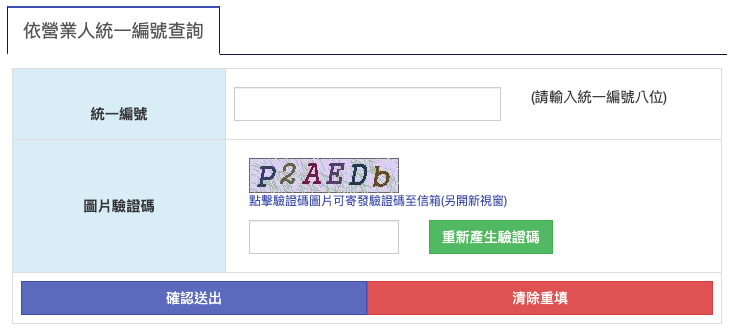 依營業人統一編號查詢
統一編號
(請輸入統一編號八位)
P2AEDb
點擊驗證碼圖片可寄發驗證碼至信箱(另開新視窗)
圖片驗證碼
重新產生驗證碼
確認送出
清除重填